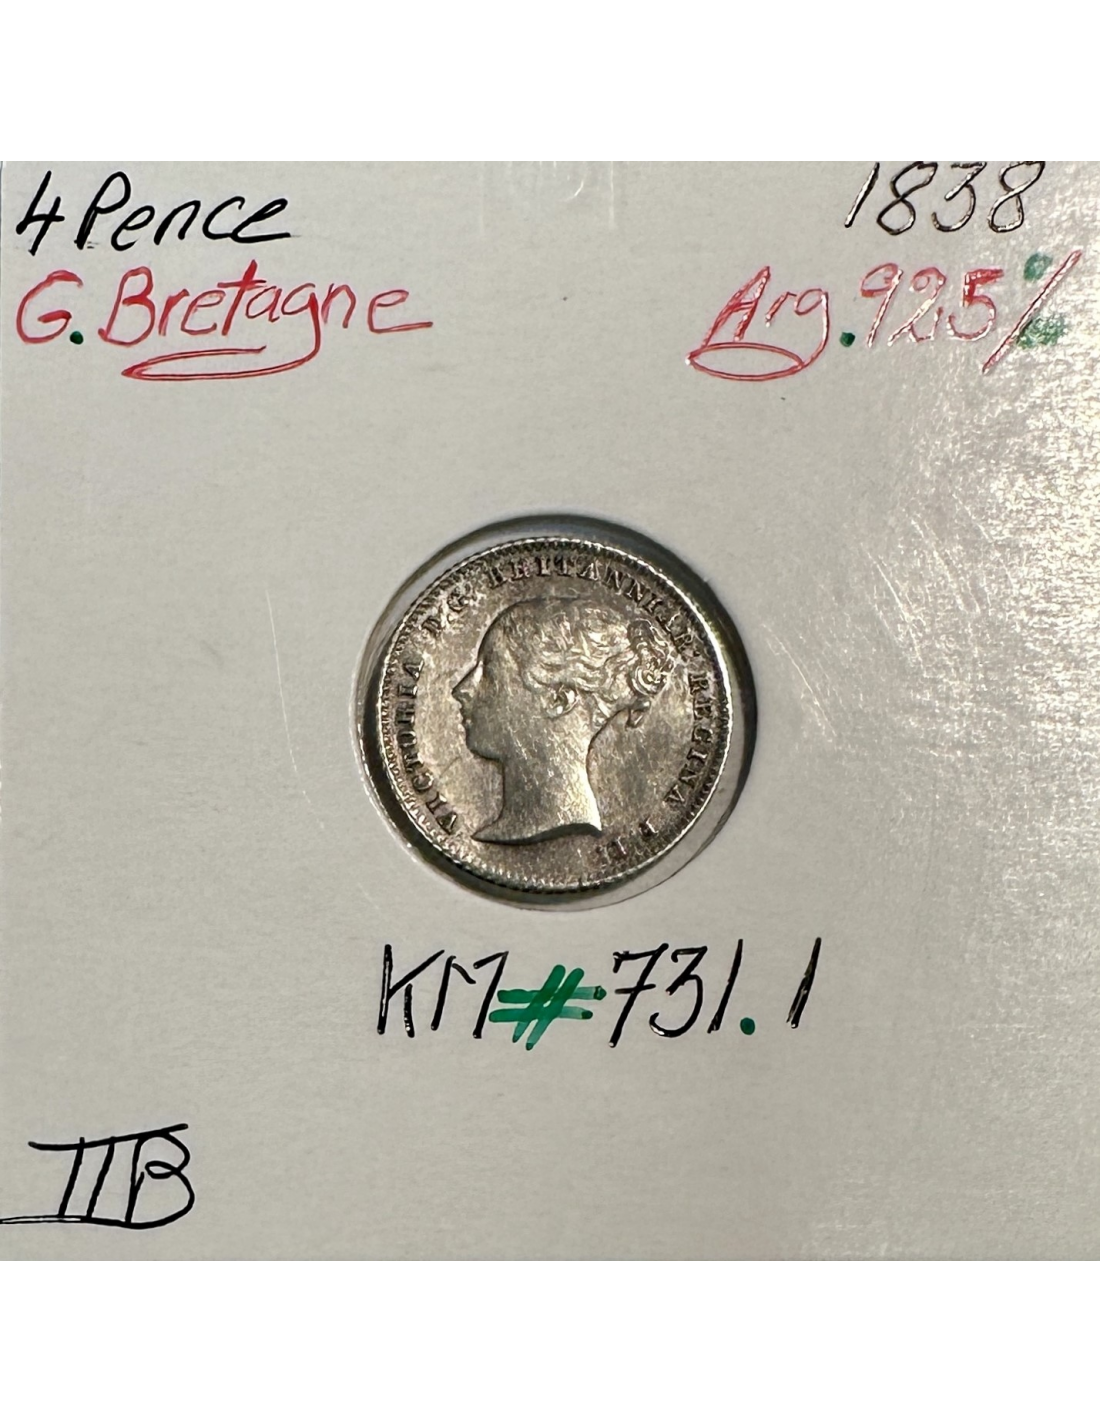 4 Pence 1838
G. Bretagne Arg. 925%
VICTORIA D.G. BRITANNIAR: REGINA F.D.
KM#731.1
TTB